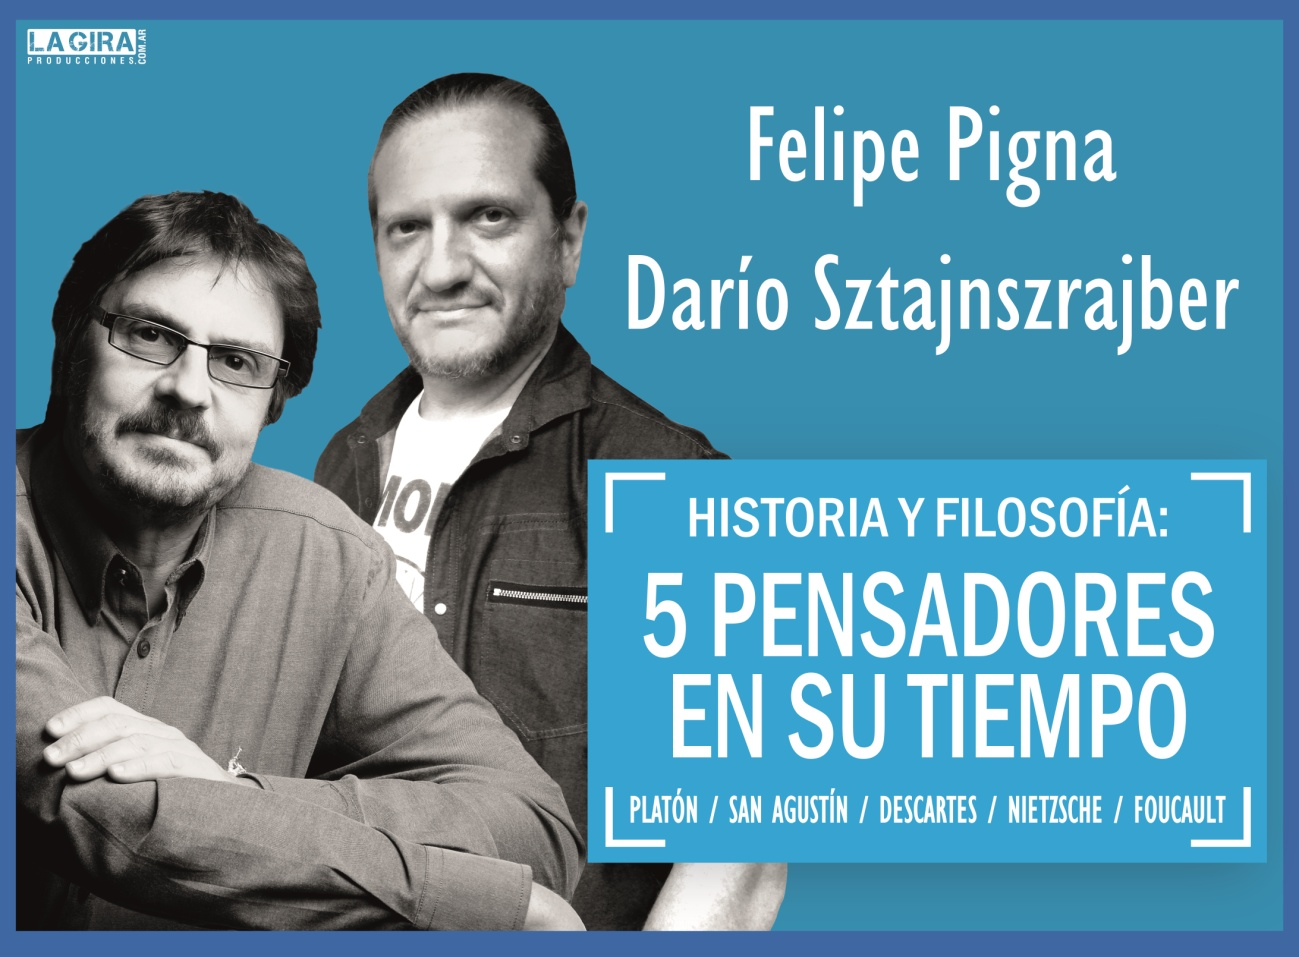 LA GIRA
PRODUCCIONES.COM.AR
Felipe Pigna
Darío Sztajnszrajber
HISTORIA Y FILOSOFÍA:
5 PENSADORES
EN SU TIEMPO
PLATÓN / SAN AGUSTÍN / DESCARTES / NIETZSCHE / FOUCAULT